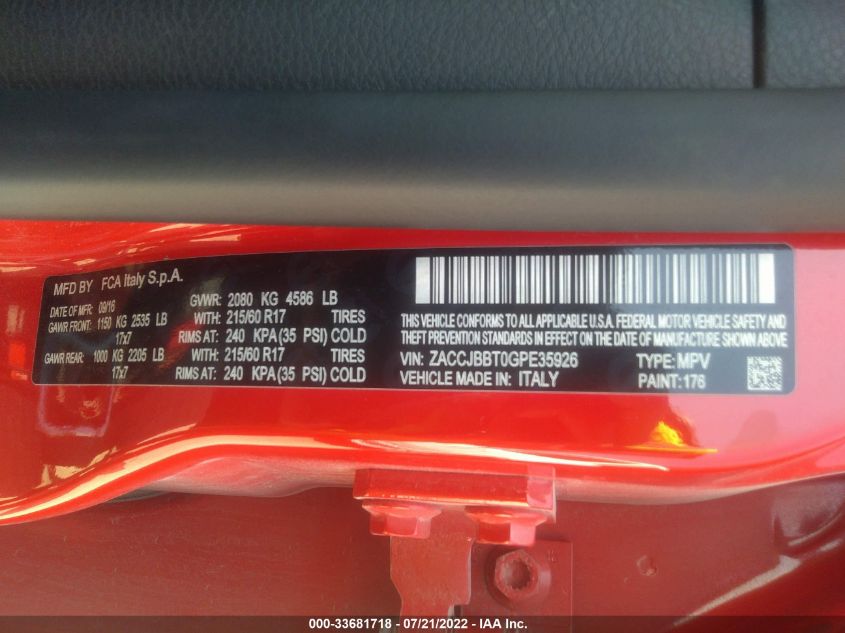 MFD BY FCA Italy S.p.A.
DATE OF MFR: 09/16 GVWR: 2080 KG 4586 LB
GAWR FRONT: 1150 KG 2535 LB WITH: 215/60 R17 TIRES
17x7 RIMS AT: 240 KPA(35 PSI) COLD
GAWR REAR: 1000 KG 2205 LB WITH: 215/60 R17 TIRES
17x7 RIMS AT: 240 KPA(35 PSI) COLD
THIS VEHICLE CONFORMS TO ALL APPLICABLE U.S.A. FEDERAL MOTOR VEHICLE SAFETY AND
THEFT PREVENTION STANDARDS IN EFFECT ON THE DATE OF MANUFACTURE SHOWN ABOVE
VIN: ZACCJBBT0GPE35926 TYPE: MPV
VEHICLE MADE IN: ITALY PAINT: 176
000-33681718 - 07/21/2022 - IAA Inc.